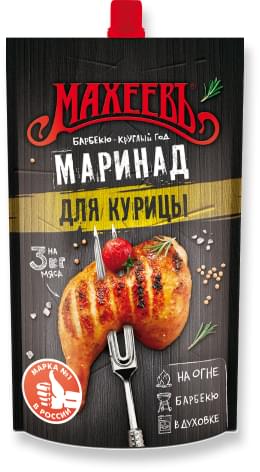 МАХЕЕВЪ
БАРБЕКЮ КРУГЛЫЙ ГОД
МАРИНАД
ДЛЯ КУРИЦЫ
НА
3 КГ
МЯСА
МАРКА №1
В РОССИИ
НА ОГНЕ
БАРБЕКЮ
В ДУХОВКЕ